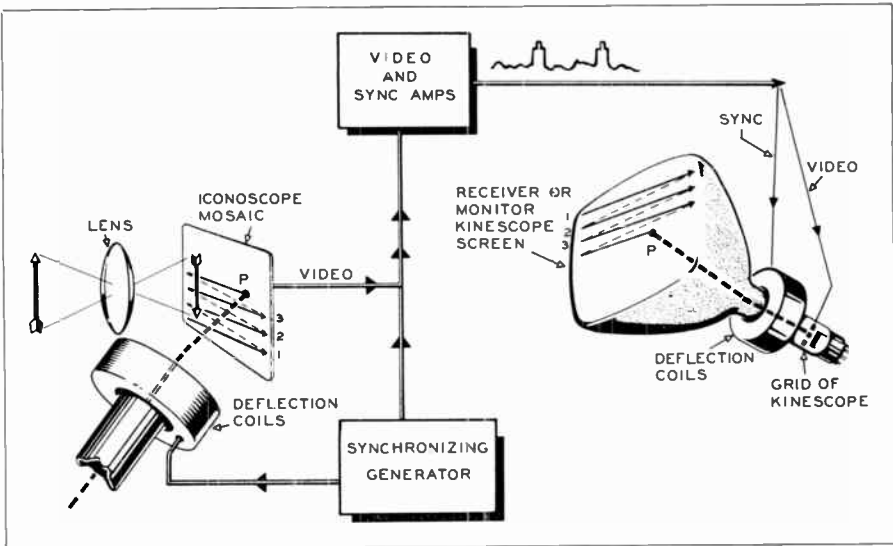 VIDEO
AND
SYNC AMPS
SYNC
VIDEO
RECEIVER OR
MONITOR
KINESCOPE
SCREEN
1
2
3
P
ICONOSCOPE
MOSAIC
LENS
P
VIDEO
3
2
1
DEFLECTION
COILS
GRID OF
KINESCOPE
DEFLECTION
COILS
SYNCHRONIZING
GENERATOR